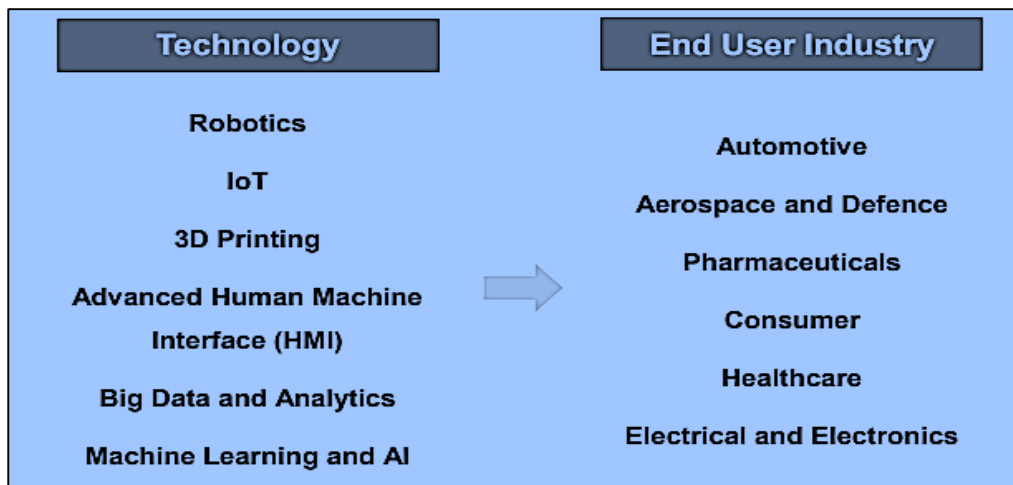 Technology
Robotics
IoT
3D Printing
Advanced Human Machine
Interface (HMI)
Big Data and Analytics
Machine Learning and AI
End User Industry
Automotive
Aerospace and Defence
Pharmaceuticals
Consumer
Healthcare
Electrical and Electronics